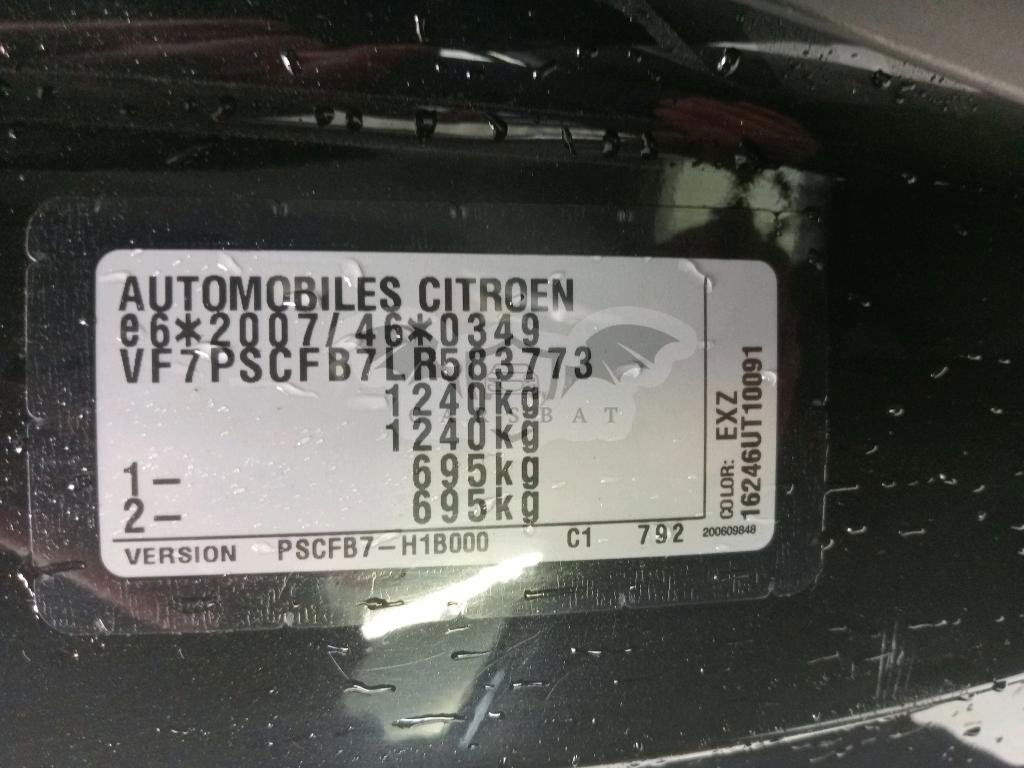 AUTOMOBILES CITROEN
e6*2007/46*0349
VF7PSCFB7LR583773
1240kg
1240kg
1- 695kg
2- 695kg
VERSION PSCFB7-H1B000 C1 792 200609848
COLOR: EXZ
16246UT10091